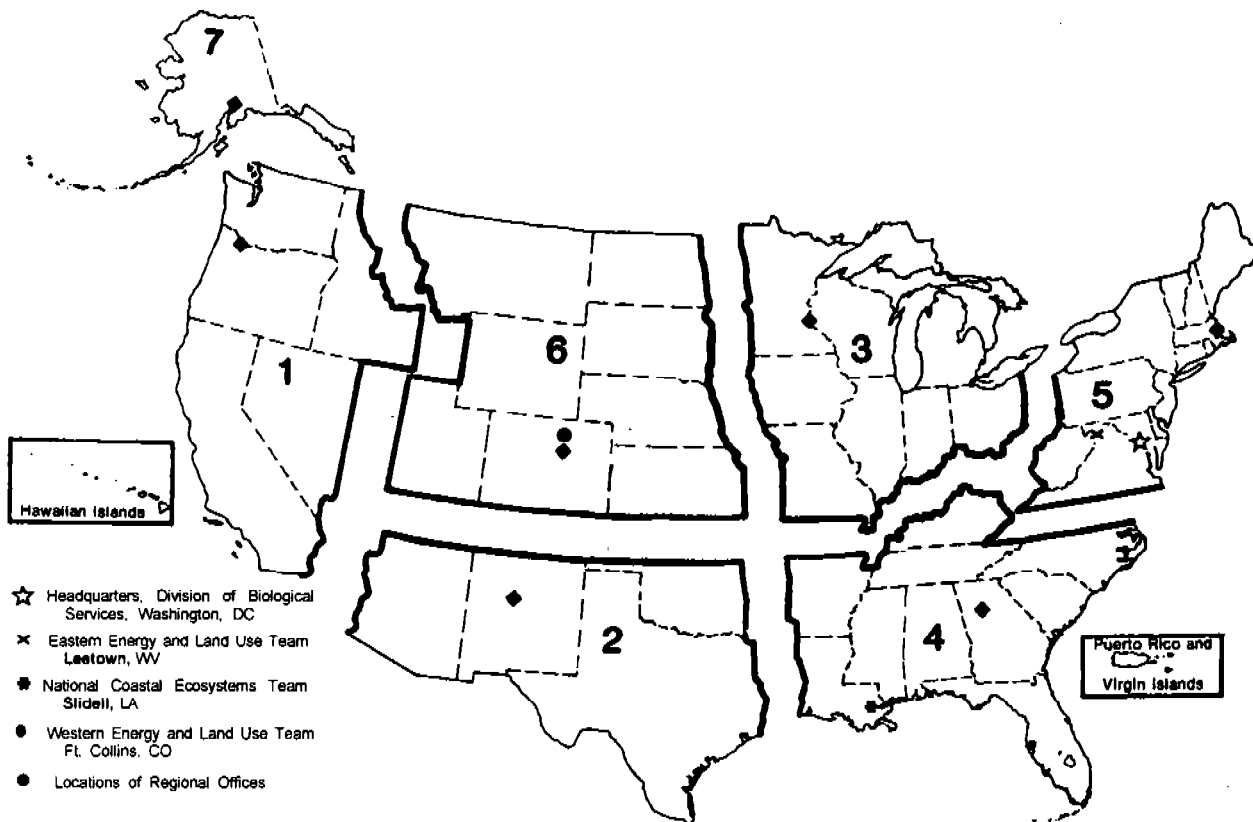 7
1
6
3
5
Hawaiian Islands
2
4
Puerto Rico and
Virgin Islands
Headquarters, Division of Biological
Services, Washington, DC
Eastern Energy and Land Use Team
Leetown, WV
National Coastal Ecosystems Team
Slidell, LA
Western Energy and Land Use Team
Ft. Collins, CO
Locations of Regional Offices